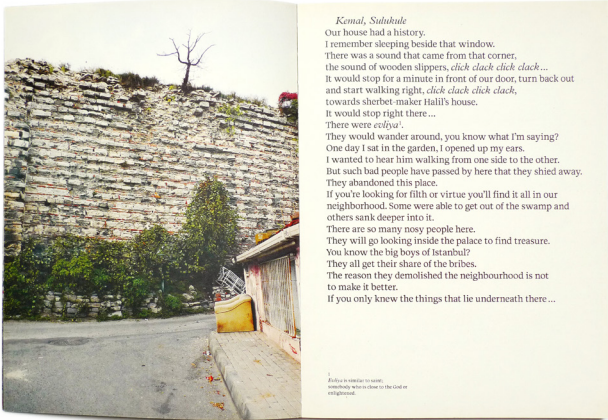 Kemal, Sulukule
Our house had a history.
I remember sleeping beside that window.
There was a sound that came from that corner,
the sound of wooden slippers, click clack click clack...
It would stop for a minute in front of our door, turn back out
and start walking right, click clack click clack,
towards sherbet-maker Halil's house.
It would stop right there...
There were evliya¹.
They would wander around, you know what I'm saying?
One day I sat in the garden, I opened up my ears.
I wanted to hear him walking from one side to the other.
But such bad people have passed by here that they shied away.
They abandoned this place.
If you're looking for filth or virtue you'll find it all in our
neighborhood. Some were able to get out of the swamp and
others sank deeper into it.
There are so many nosy people here.
They will go looking inside the palace to find treasure.
You know the big boys of Istanbul?
They all get their share of the bribes.
The reason they demolished the neighbourhood is not
to make it better.
If you only knew the things that lie underneath there...
1
Evliya is similar to saint;
somebody who is close to the God or
enlightened.